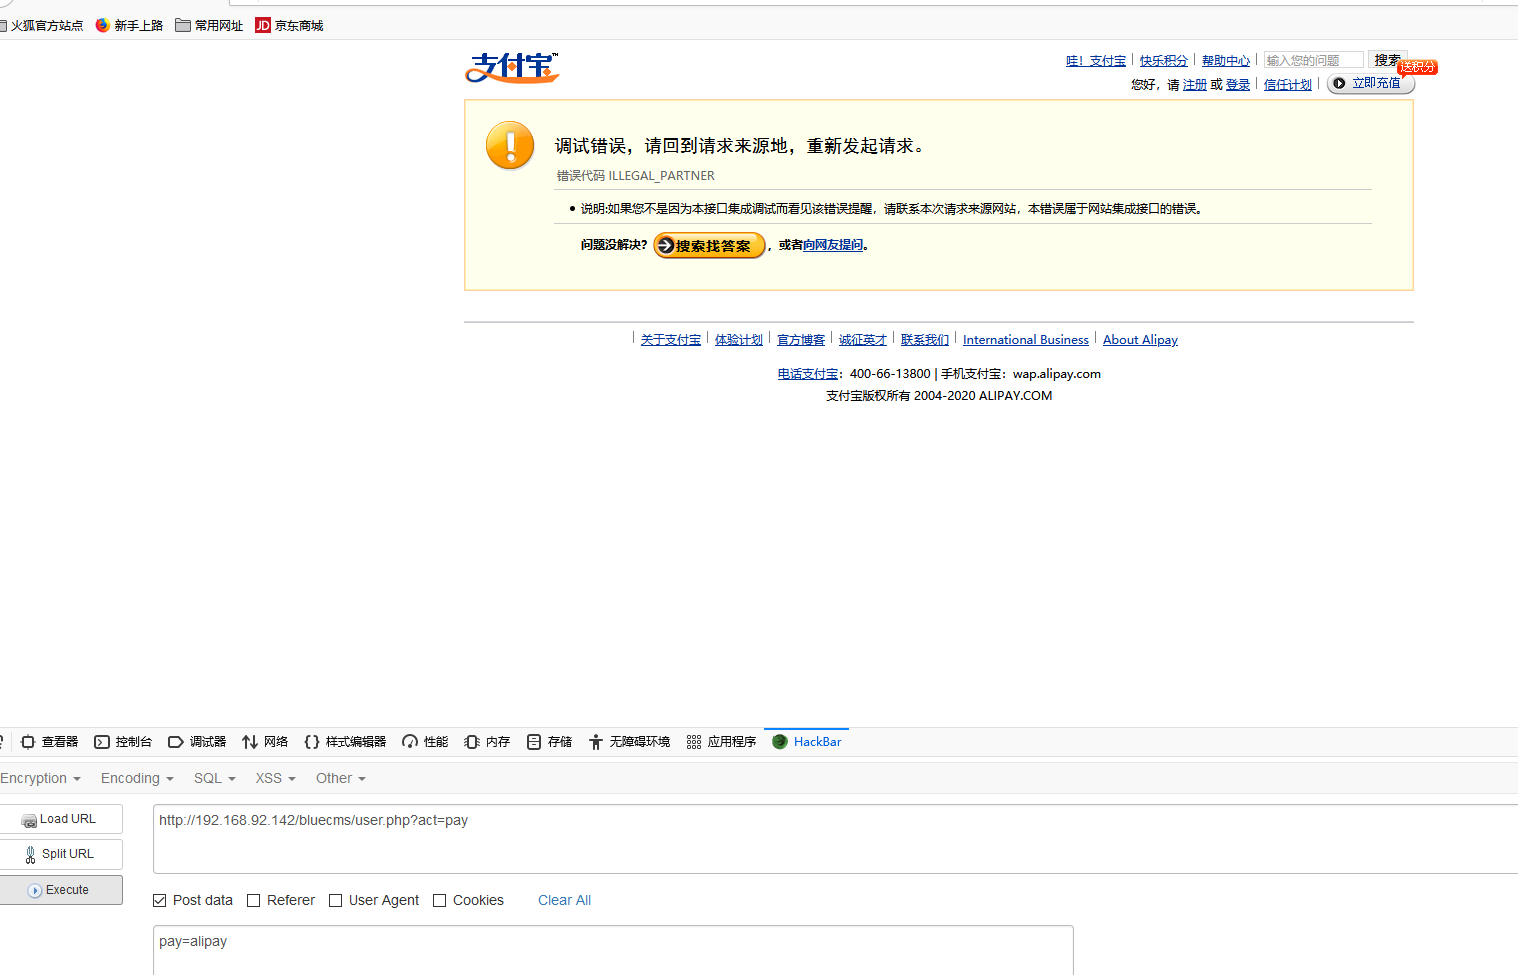 火狐官方站点 新手上路 常用网址 JD 京东商城
支付宝™
哇！支付宝 快乐积分 帮助中心 输入您的问题 搜索
送积分
您好，请 注册 或 登录 信任计划 立即充值
调试错误，请回到请求来源地，重新发起请求。
错误代码 ILLEGAL_PARTNER
说明:如果您不是因为本接口集成调试而看见该错误提醒，请联系本次请求来源网站，本错误属于网站集成接口的错误。
问题没解决？ 搜索找答案 ，或者向网友提问。
关于支付宝 体验计划 官方博客 诚征英才 联系我们 International Business About Alipay
电话支付宝：400-66-13800 | 手机支付宝：wap.alipay.com
支付宝版权所有 2004-2020 ALIPAY.COM
查看器 控制台 调试器 网络 样式编辑器 性能 内存 存储 无障碍环境 应用程序 HackBar
Encryption Encoding SQL XSS Other
Load URL
http://192.168.92.142/bluecms/user.php?act=pay
Split URL
Execute
Post data Referer User Agent Cookies Clear All
pay=alipay